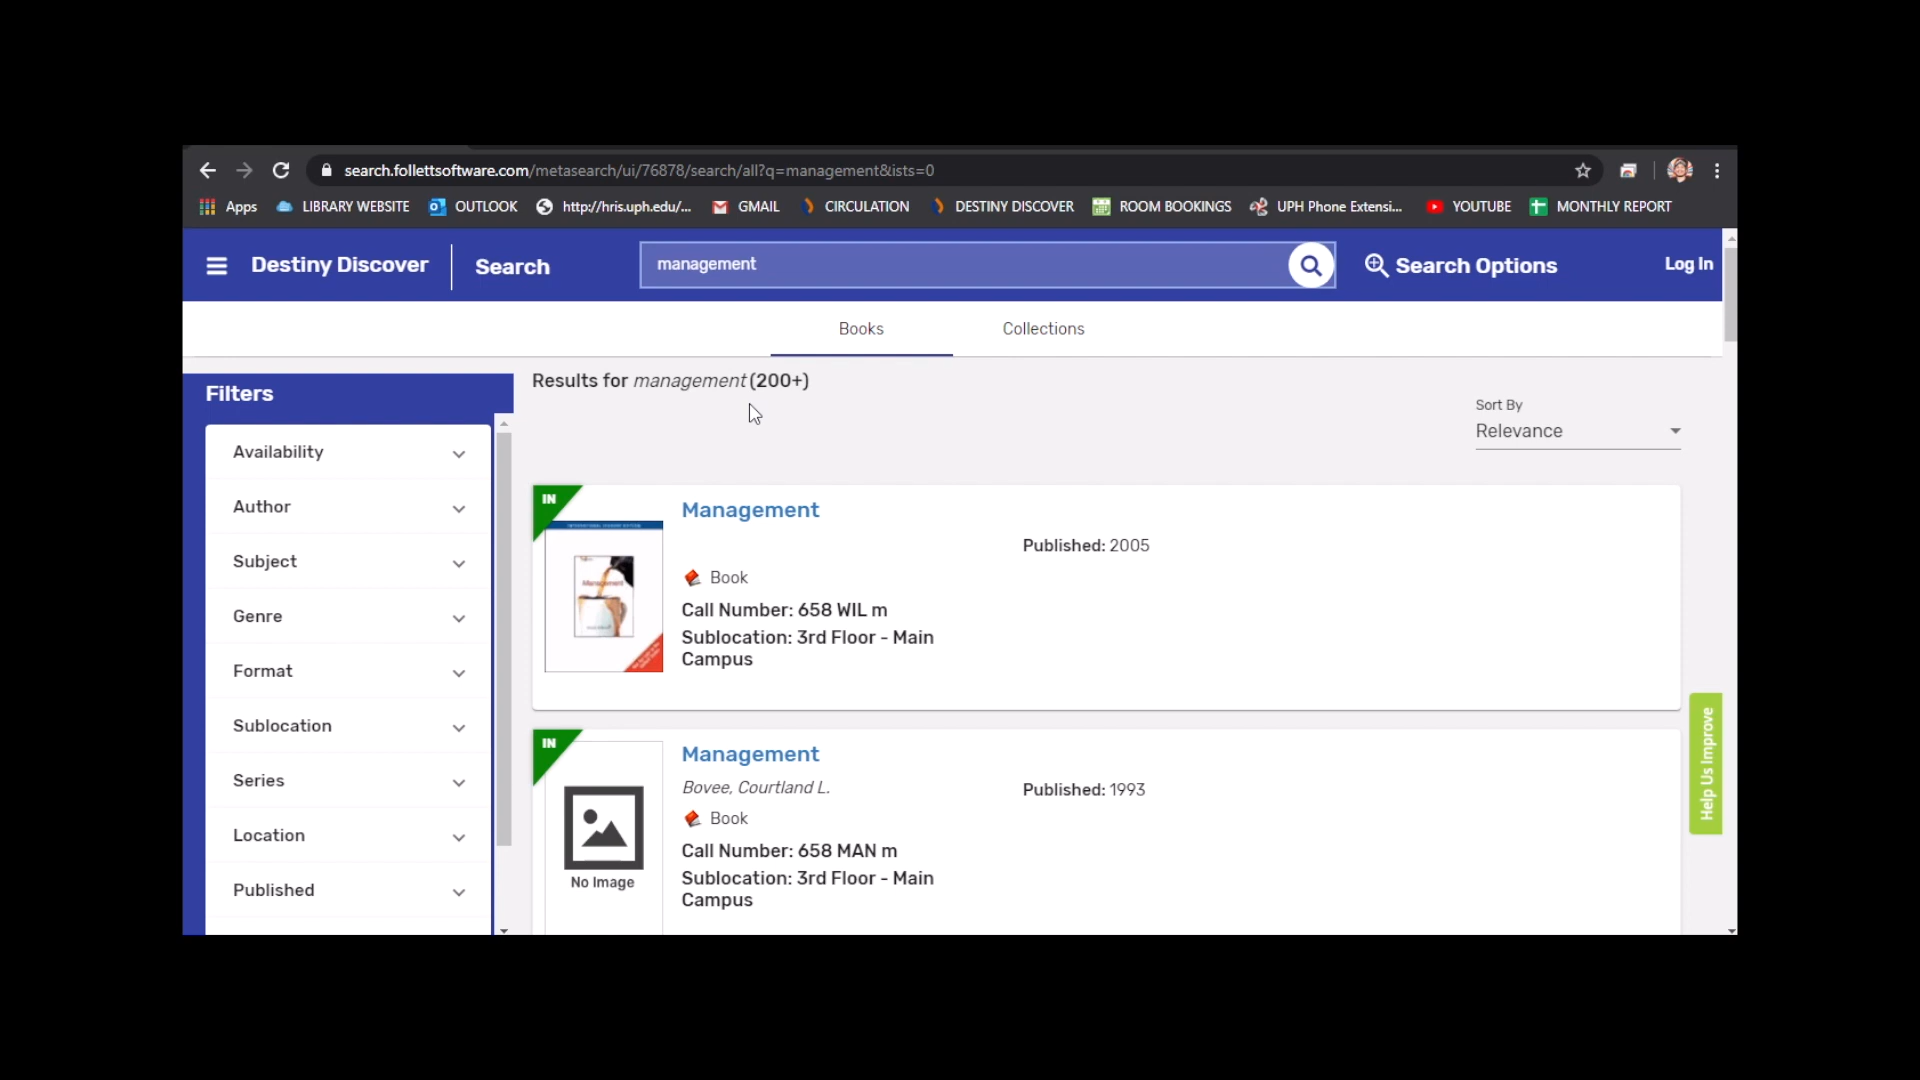 search.follettsoftware.com/metasearch/ui/76878/search/all?q=management&ists=0
Apps LIBRARY WEBSITE OUTLOOK http://hris.uph.edu/... GMAIL CIRCULATION DESTINY DISCOVER ROOM BOOKINGS UPH Phone Extensi... YOUTUBE MONTHLY REPORT
Destiny Discover Search management Search Options Log In
Books Collections
Filters
Availability
Author
Subject
Genre
Format
Sublocation
Series
Location
Published
Results for management (200+)
Sort By
Relevance
IN
Management
Published: 2005
Book
Call Number: 658 WIL m
Sublocation: 3rd Floor - Main
Campus
IN
Management
Bovee, Courtland L.
Published: 1993
Book
Call Number: 658 MAN m
Sublocation: 3rd Floor - Main
Campus
No Image
Help Us Improve